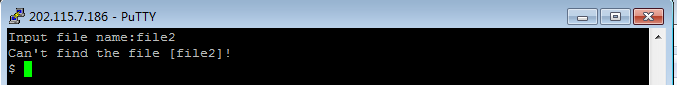 202.115.7.186 - PuTTY
Input file name:file2
Can't find the file [file2]!
$